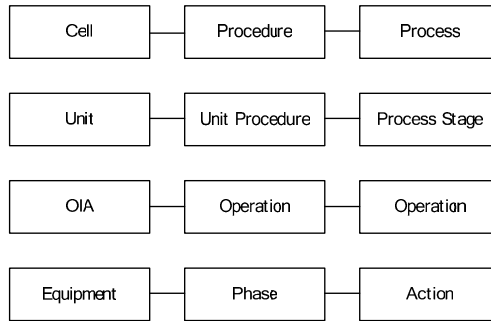 Cell Procedure Process
Unit Unit Procedure Process Stage
OIA Operation Operation
Equipment Phase Action